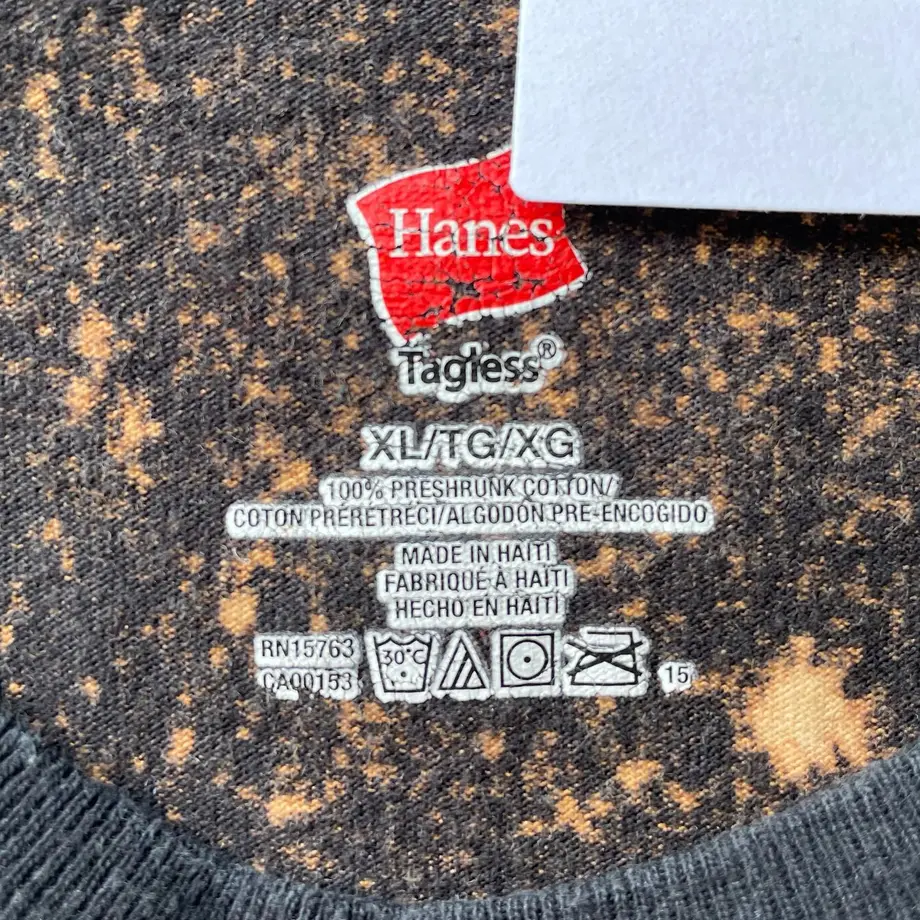 Hanes
Tagless®
XL/TG/XG
100% PRESHRUNK COTTON/
COTON PRÉRÉTRÉCI/ALGODÓN PRE-ENCOGIDO
MADE IN HAITI
FABRIQUÉ À HAÏTI
HECHO EN HAITÍ
RN15763
CA00153
30°C
15